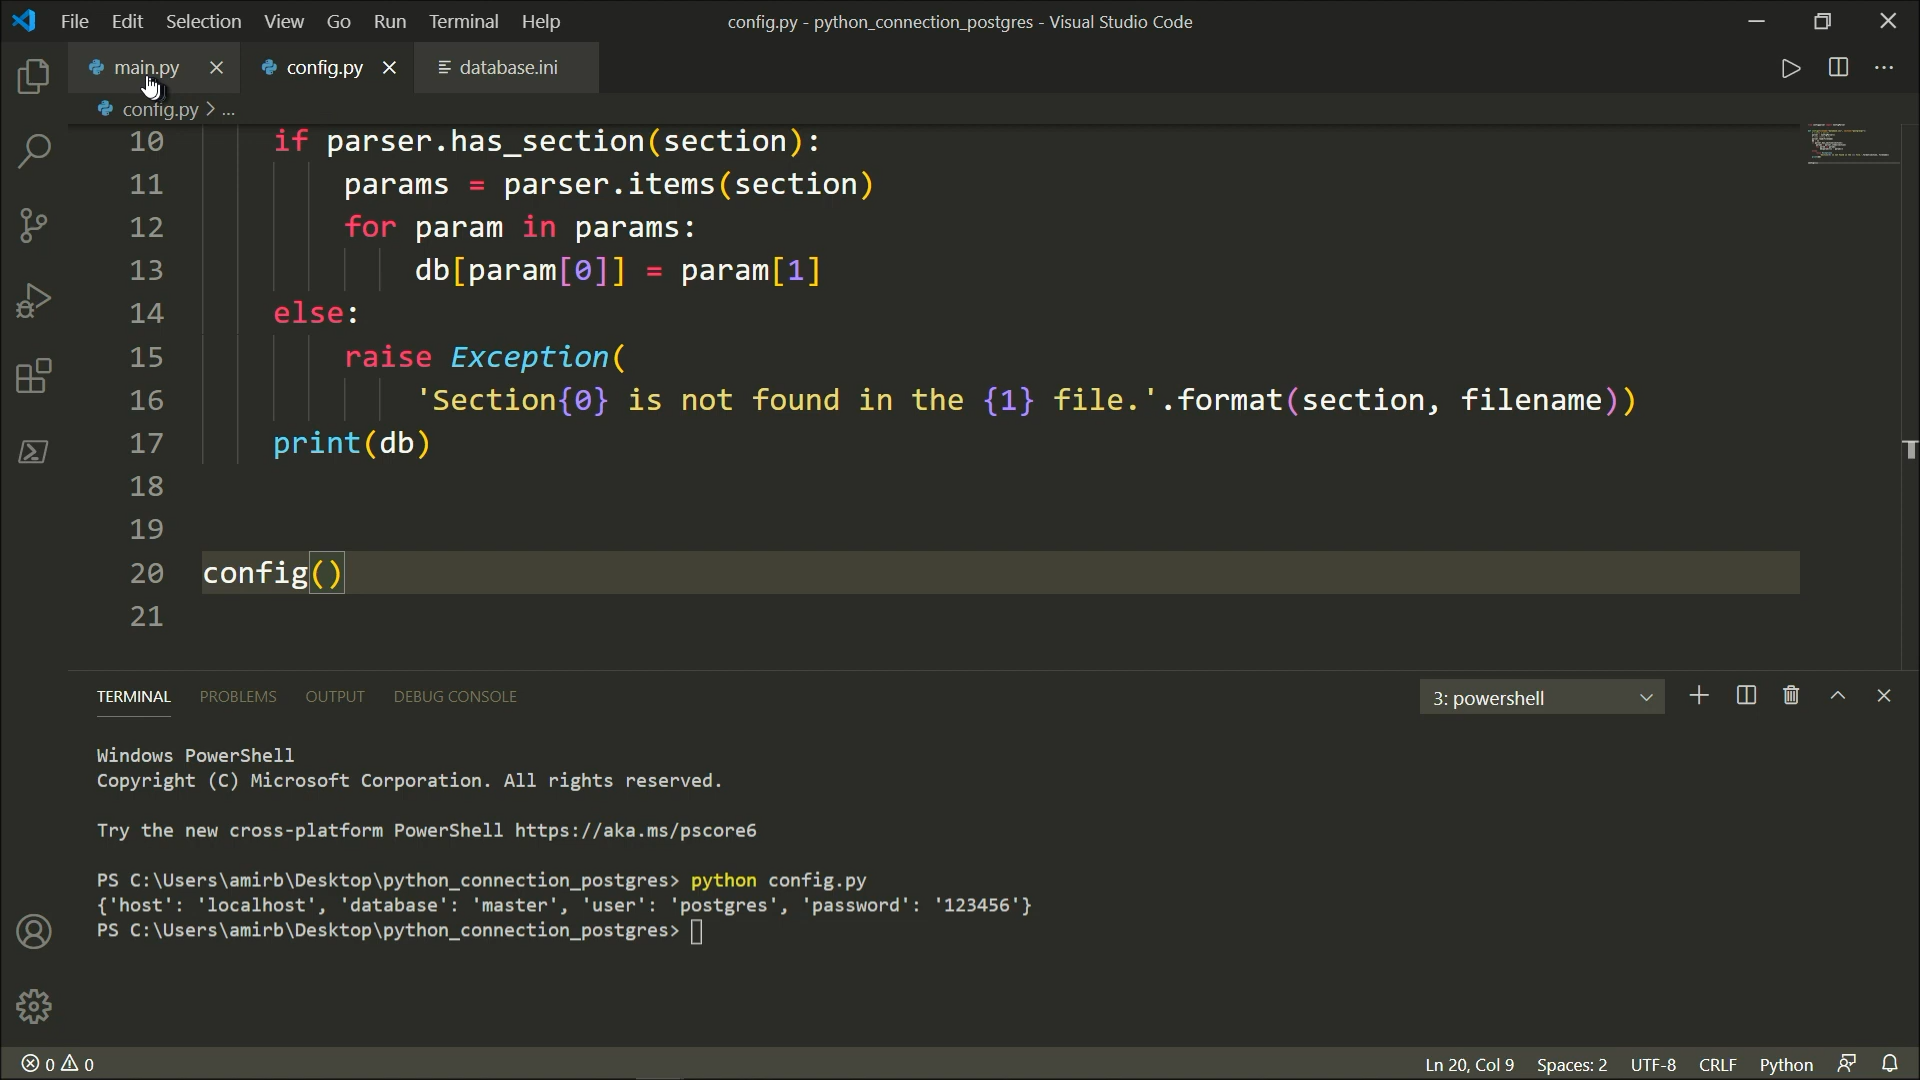 File Edit Selection View Go Run Terminal Help config.py - python_connection_postgres - Visual Studio Code
main.py config.py database.ini
config.py > ...
10 if parser.has_section(section):
11 params = parser.items(section)
12 for param in params:
13 db[param[0]] = param[1]
14 else:
15 raise Exception(
16 'Section{0} is not found in the {1} file.'.format(section, filename))
17 print(db)
18
19
20 config()
21
TERMINAL PROBLEMS OUTPUT DEBUG CONSOLE 3: powershell
Windows PowerShell
Copyright (C) Microsoft Corporation. All rights reserved.
Try the new cross-platform PowerShell https://aka.ms/pscore6
PS C:\Users\amirb\Desktop\python_connection_postgres> python config.py
{'host': 'localhost', 'database': 'master', 'user': 'postgres', 'password': '123456'}
PS C:\Users\amirb\Desktop\python_connection_postgres>
0 0 Ln 20, Col 9 Spaces: 2 UTF-8 CRLF Python